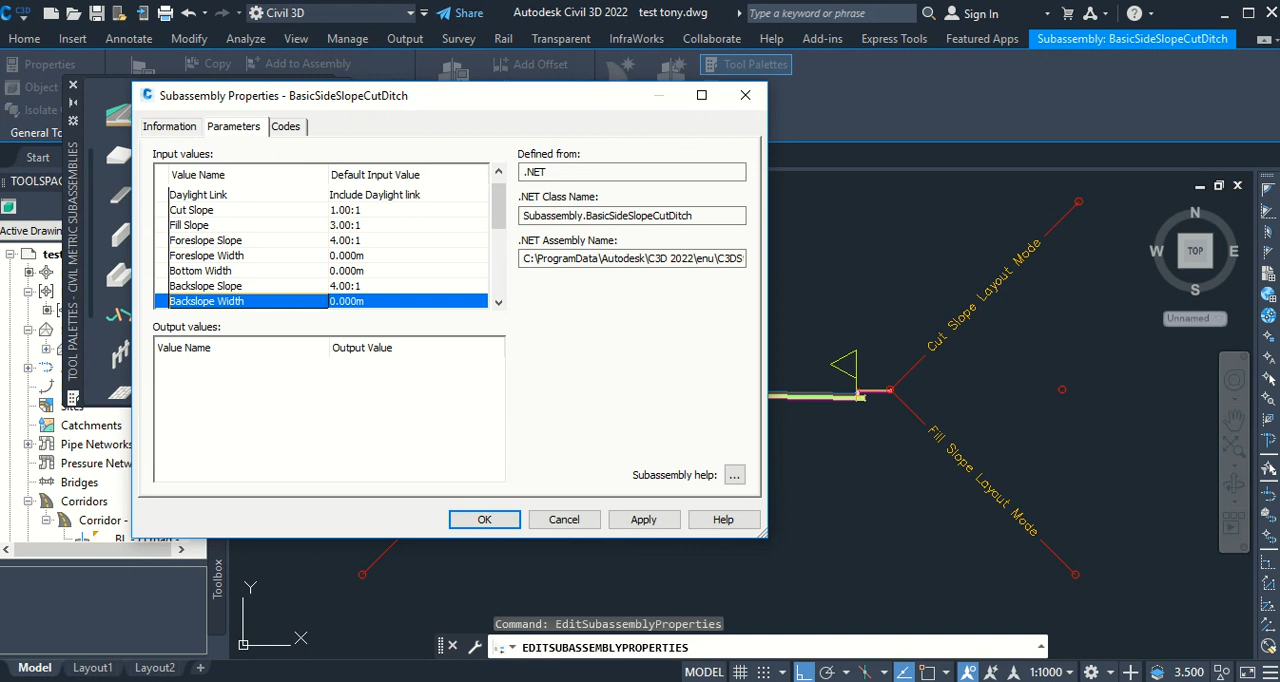 C3D Civil 3D Share Autodesk Civil 3D 2022 test tony.dwg Type a keyword or phrase Sign In
Home Insert Annotate Modify Analyze View Manage Output Survey Rail Transparent InfraWorks Collaborate Help Add-ins Express Tools Featured Apps Subassembly: BasicSideSlopeCutDitch
Properties Copy Add to Assembly Add Offset Tool Palettes
Object
Isolate
General To
Start
TOOLSPAC
Active Drawin
test
Sites
Catchments
Pipe Networks
Pressure Netw
Bridges
Corridors
Corridor -
Toolbox
TOOL PALETTES - CIVIL METRIC SUBASSEMBLIES
Subassembly Properties - BasicSideSlopeCutDitch
Information Parameters Codes
Input values:
Value Name Default Input Value
Daylight Link Include Daylight link
Cut Slope 1.00:1
Fill Slope 3.00:1
Foreslope Slope 4.00:1
Foreslope Width 0.000m
Bottom Width 0.000m
Backslope Slope 4.00:1
Backslope Width 0.000m
Output values:
Value Name Output Value
Defined from:
.NET
.NET Class Name:
Subassembly.BasicSideSlopeCutDitch
.NET Assembly Name:
C:\ProgramData\Autodesk\C3D 2022\enu\C3DS
Subassembly help: ...
OK Cancel Apply Help
Cut Slope Layout Mode
Fill Slope Layout Mode
N
W TOP E
S
Unnamed
Y
X
Command: EditSubassemblyProperties
EDITSUBASSEMBLYPROPERTIES
Model Layout1 Layout2 +
MODEL 1:1000 3.500